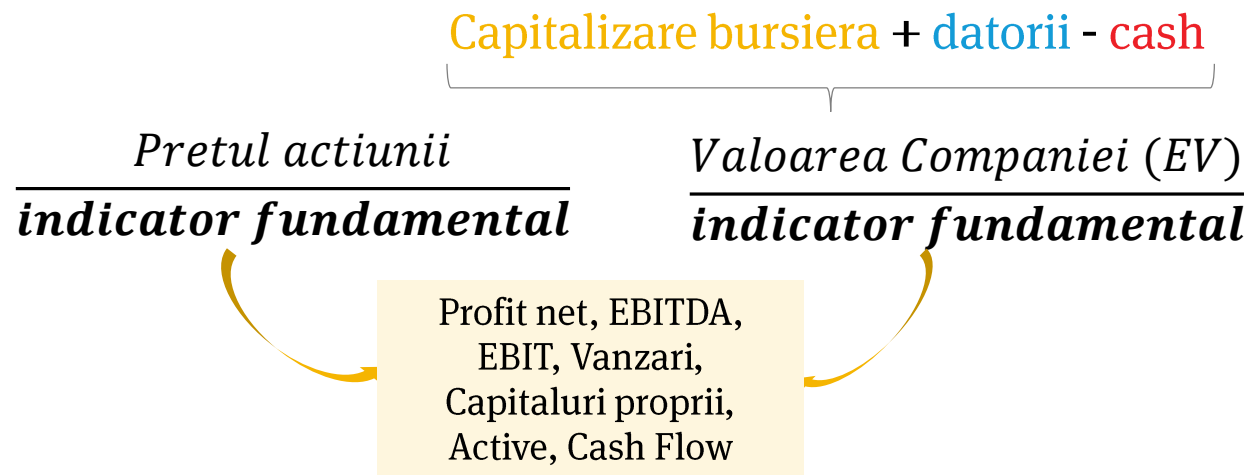 Capitalizare bursiera + datorii - cash
Pretul actiunii
indicator fundamental
Valoarea Companiei (EV)
indicator fundamental
Profit net, EBITDA,
EBIT, Vanzari,
Capitaluri proprii,
Active, Cash Flow